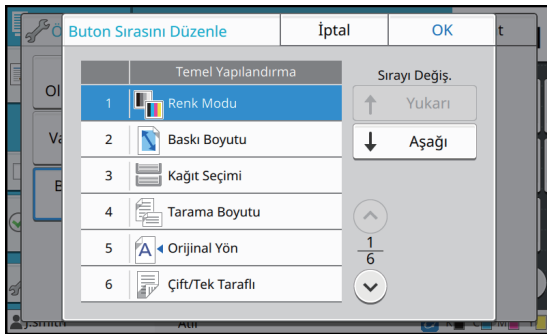 Buton Sırasını Düzenle
İptal
OK
Temel Yapılandırma
Sırayı Değiş.
1 Renk Modu
Yukarı
2 Baskı Boyutu
Aşağı
3 Kağıt Seçimi
4 Tarama Boyutu
5 Orijinal Yön
1
6
6 Çift/Tek Taraflı